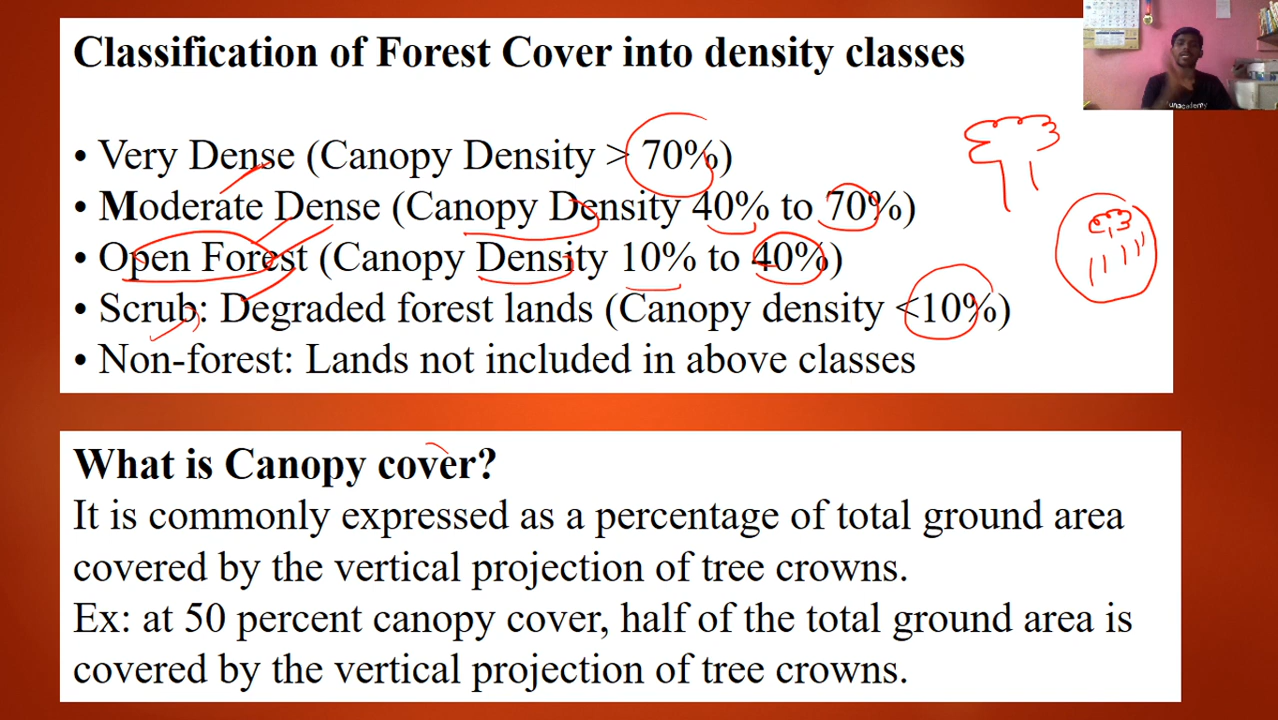 Classification of Forest Cover into density classes
• Very Dense (Canopy Density > 70%)
• Moderate Dense (Canopy Density 40% to 70%)
• Open Forest (Canopy Density 10% to 40%)
• Scrub: Degraded forest lands (Canopy density <10%)
• Non-forest: Lands not included in above classes
What is Canopy cover?
It is commonly expressed as a percentage of total ground area
covered by the vertical projection of tree crowns.
Ex: at 50 percent canopy cover, half of the total ground area is
covered by the vertical projection of tree crowns.
unacademy